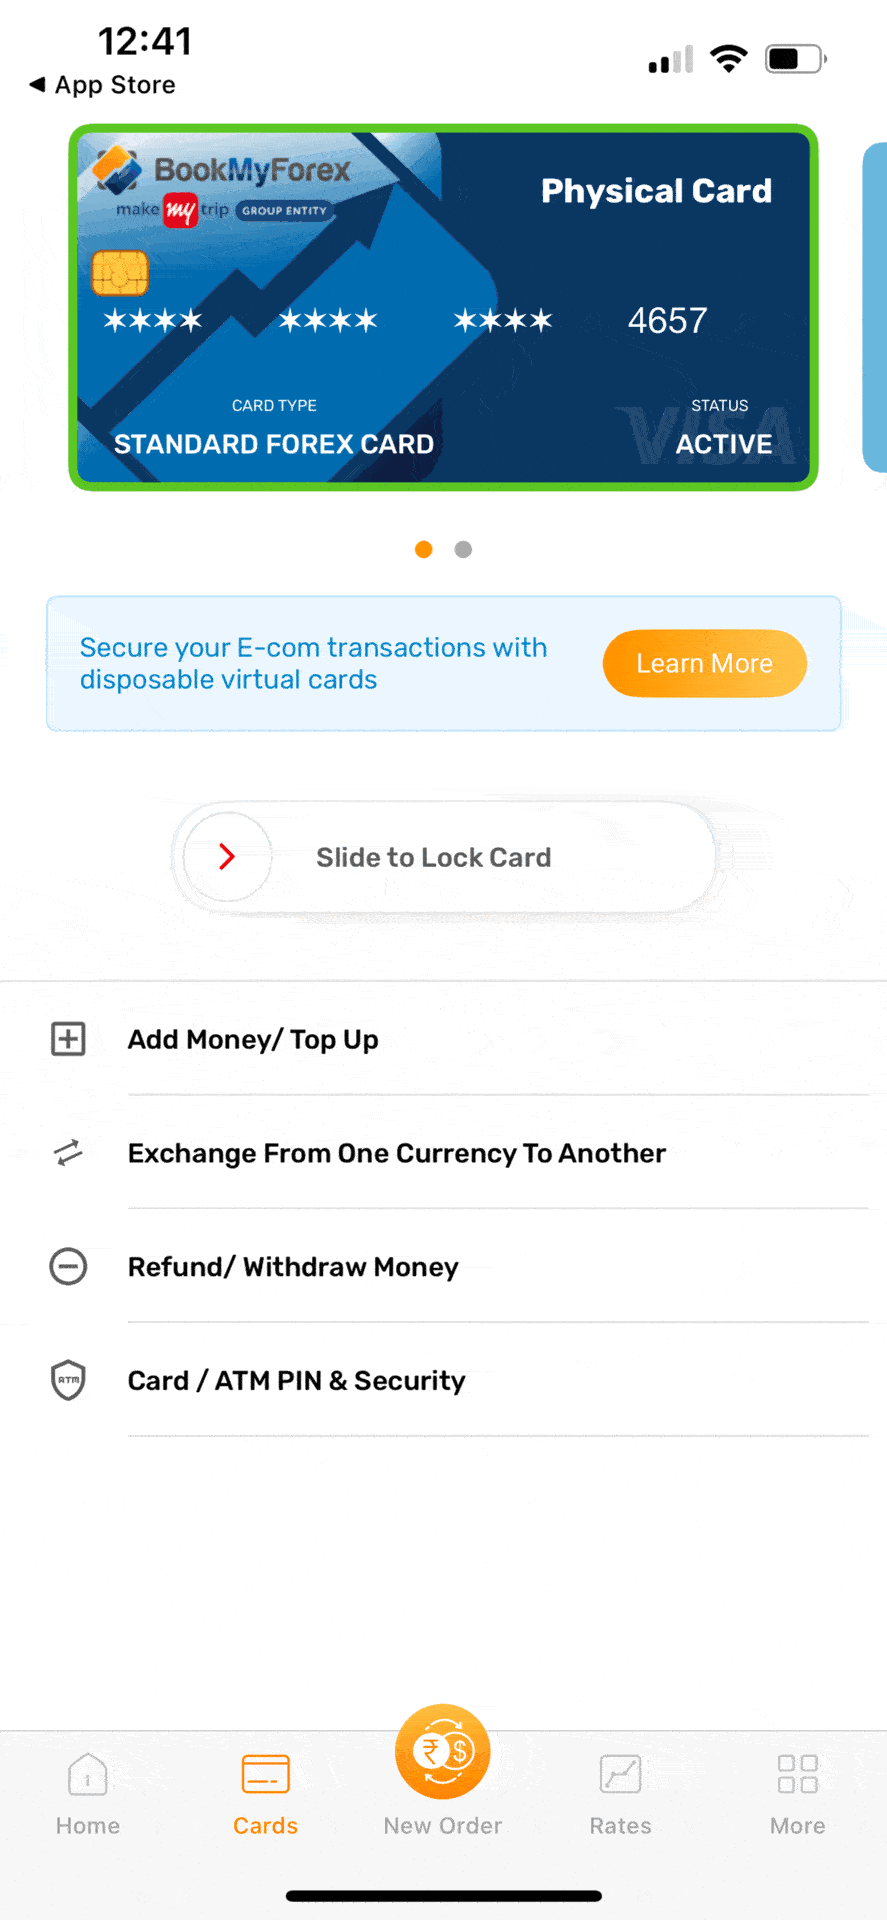 12:41
◀ App Store
BookMyForex
make my trip GROUP ENTITY
Physical Card
**** **** **** 4657
CARD TYPE
STATUS
STANDARD FOREX CARD
VISA
ACTIVE
Secure your E-com transactions with
disposable virtual cards
Learn More
Slide to Lock Card
Add Money/ Top Up
Exchange From One Currency To Another
Refund/ Withdraw Money
ATM
Card / ATM PIN & Security
₹ $
Home
Cards
New Order
Rates
More